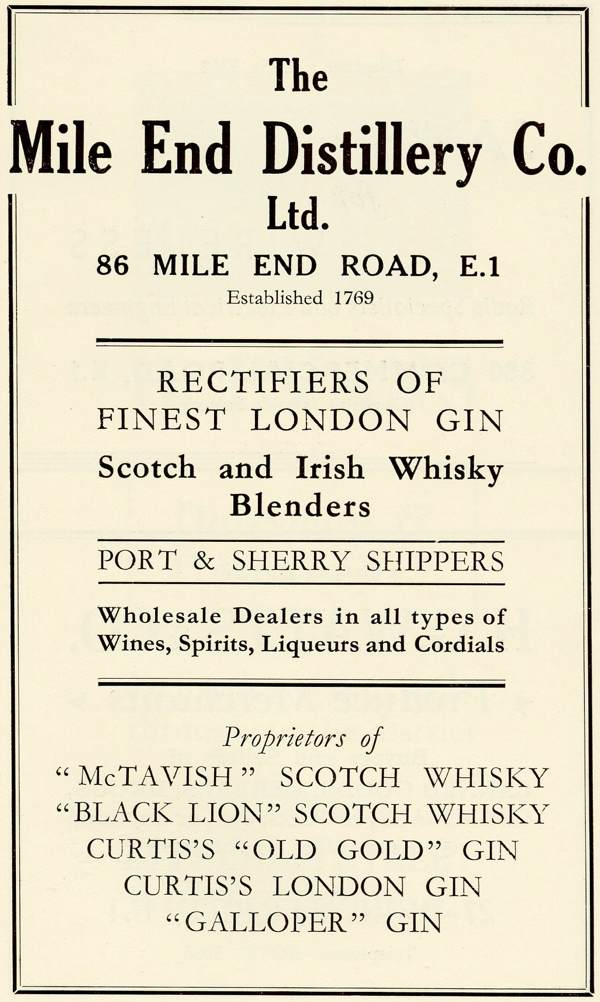 The
Mile End Distillery Co.
Ltd.
86 MILE END ROAD, E.1
Established 1769
RECTIFIERS OF
FINEST LONDON GIN
Scotch and Irish Whisky
Blenders
PORT & SHERRY SHIPPERS
Wholesale Dealers in all types of
Wines, Spirits, Liqueurs and Cordials
Proprietors of
“McTAVISH” SCOTCH WHISKY
“BLACK LION” SCOTCH WHISKY
CURTIS'S “OLD GOLD” GIN
CURTIS'S LONDON GIN
“GALLOPER” GIN